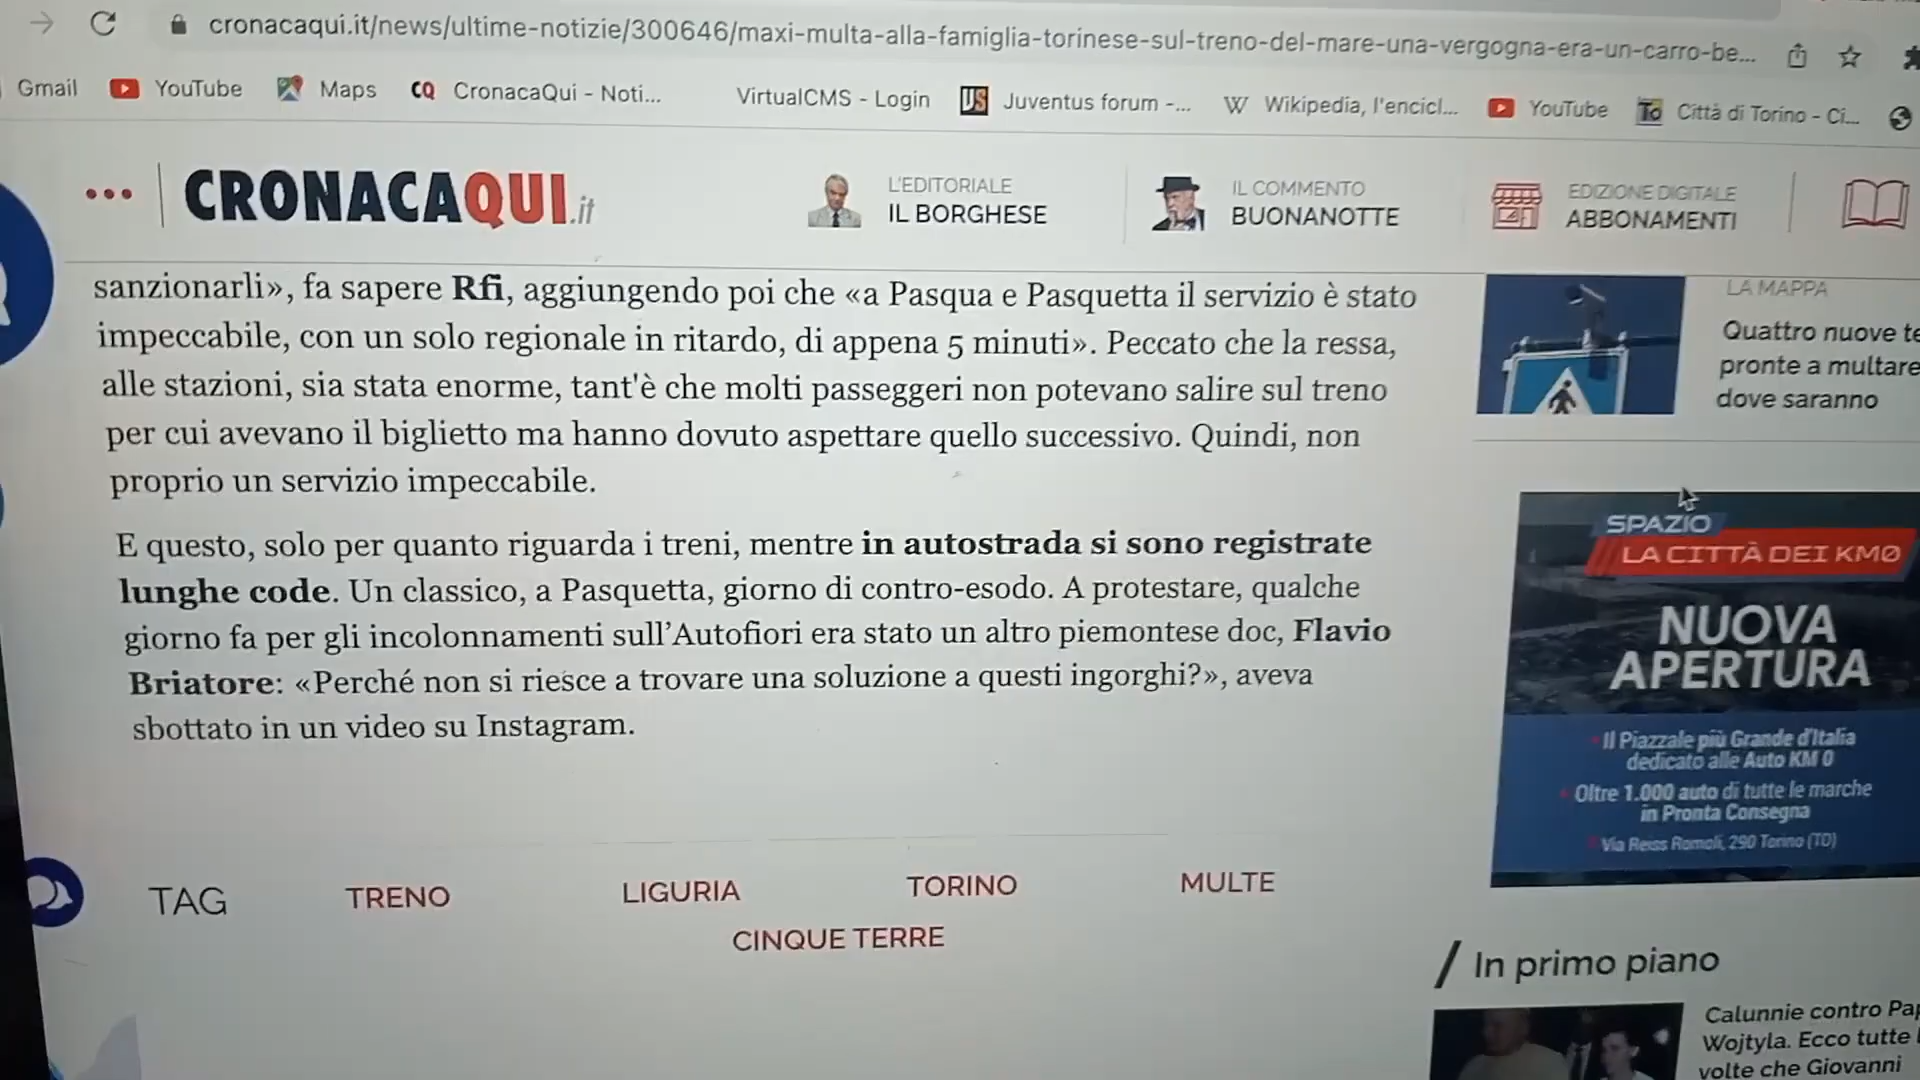 cronacaqui.it/news/ultime-notizie/300646/maxi-multa-alla-famiglia-torinese-sul-treno-del-mare-una-vergogna-era-un-carro-be...
Gmail YouTube Maps CronacaQui - Noti... VirtualCMS - Login Juventus forum -... Wikipedia, l'encicl... YouTube Città di Torino - Ci...
CRONACAQUI.it
L'EDITORIALE
IL BORGHESE
IL COMMENTO
BUONANOTTE
EDIZIONE DIGITALE
ABBONAMENTI
sanzionarli», fa sapere Rfi, aggiungendo poi che «a Pasqua e Pasquetta il servizio è stato
impeccabile, con un solo regionale in ritardo, di appena 5 minuti». Peccato che la ressa,
alle stazioni, sia stata enorme, tant'è che molti passeggeri non potevano salire sul treno
per cui avevano il biglietto ma hanno dovuto aspettare quello successivo. Quindi, non
proprio un servizio impeccabile.
E questo, solo per quanto riguarda i treni, mentre in autostrada si sono registrate
lunghe code. Un classico, a Pasquetta, giorno di contro-esodo. A protestare, qualche
giorno fa per gli incolonnamenti sull'Autofiori era stato un altro piemontese doc, Flavio
Briatore: «Perché non si riesce a trovare una soluzione a questi ingorghi?», aveva
sbottato in un video su Instagram.
TAG TRENO LIGURIA TORINO MULTE
CINQUE TERRE
LA MAPPA
Quattro nuove te
pronte a multare
dove saranno
SPAZIO
LA CITTÀ DEI KM0
NUOVA
APERTURA
Il Piazzale più Grande d'Italia
dedicato alle Auto KM 0
Oltre 1.000 auto di tutte le marche
in Pronta Consegna
Via Reiss Romoli, 290 Torino (TO)
In primo piano
Calunnie contro Pap
Wojtyla. Ecco tutte l
volte che Giovanni